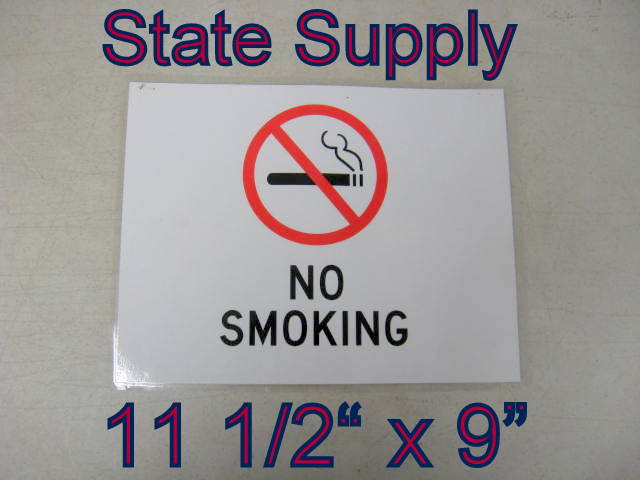 State Supply
NO
SMOKING
11 1/2“ x 9”